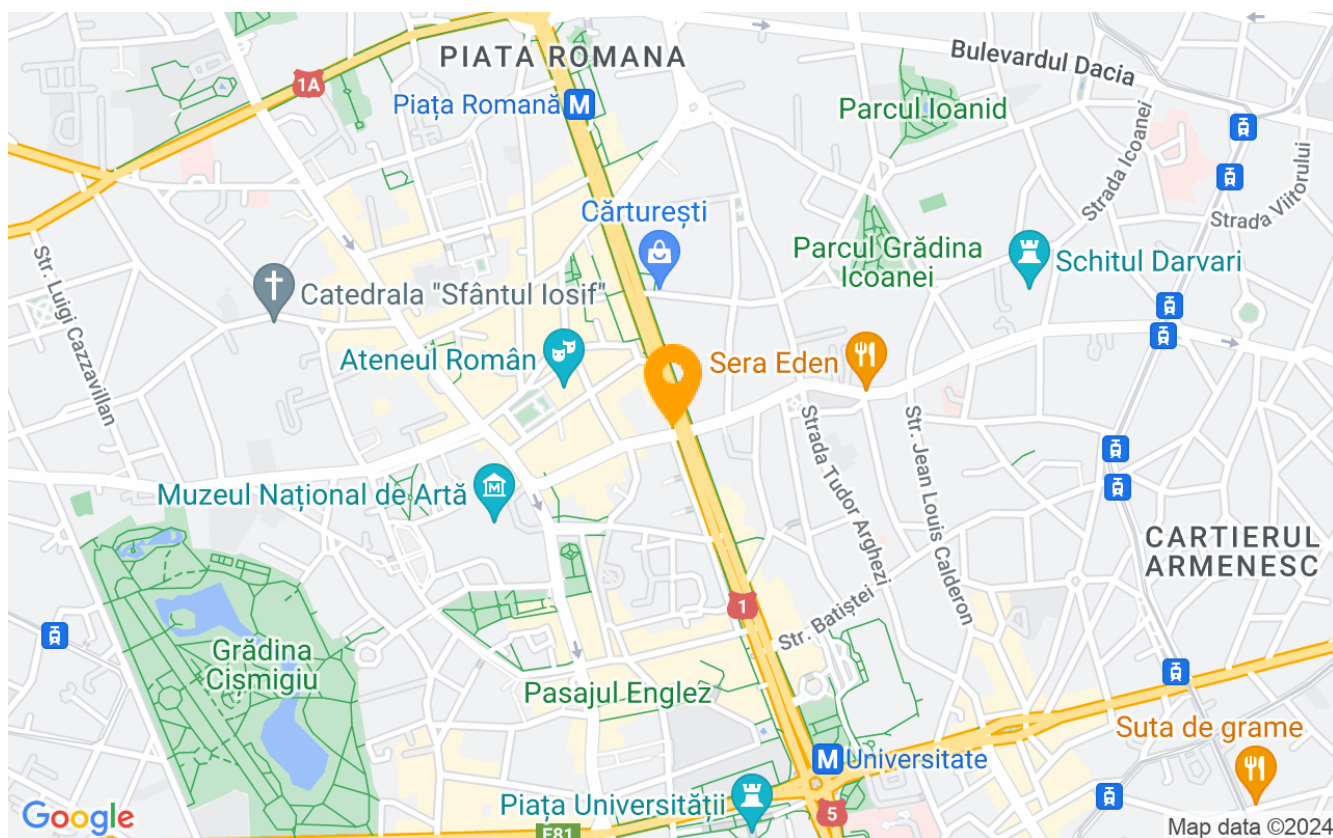 PIATA ROMANA
Bulevardul Dacia
1A
Piața Romană
M
Parcul Ioanid
Strada Icoanei
Strada Viitorului
Cărturești
Parcul Grădina
Icoanei
Schitul Darvari
Str. Luigi Cazzavillan
Catedrala "Sfântul Iosif"
Ateneul Român
Sera Eden
Strada Tudor Arghezi
Str. Jean Louis Calderon
Muzeul Național de Artă
M
CARTIERUL
ARMENESC
1
Str. Batiștei
Grădina
Cișmigiu
Pasajul Englez
Suta de grame
M
Universitate
Piața Universității
5
E81
Google
Map data ©2024